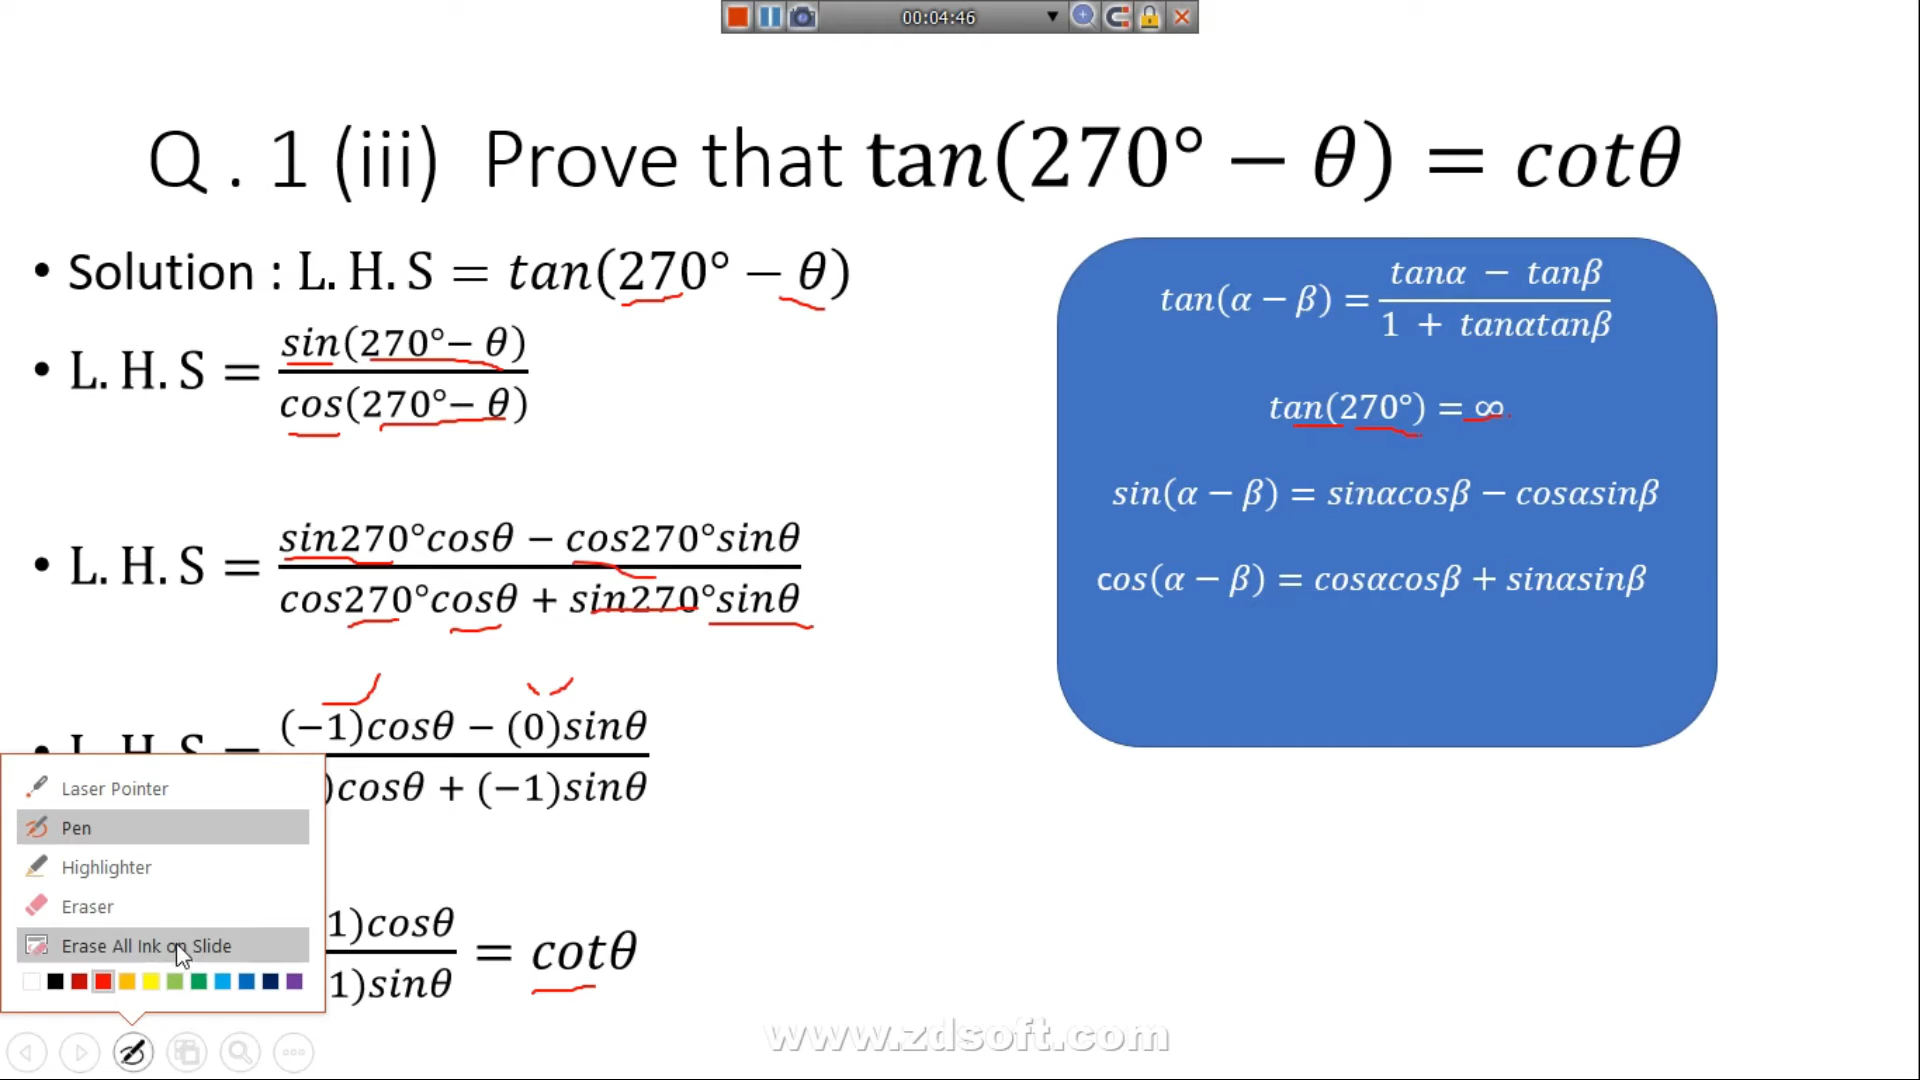 00:04:46
Q . 1 (iii) Prove that tan(270° − θ) = cotθ
• Solution : L. H. S = tan(270° − θ)
• L. H. S = sin(270°− θ) / cos(270°− θ)
• L. H. S = sin270°cosθ − cos270°sinθ / cos270°cosθ + sin270°sinθ
• L. H. S = (−1)cosθ − (0)sinθ / )cosθ + (−1)sinθ
1)cosθ / 1)sinθ = cotθ
tan(α − β) = tanα − tanβ / 1 + tanαtanβ
tan(270°) = ∞
sin(α − β) = sinαcosβ − cosαsinβ
cos(α − β) = cosαcosβ + sinαsinβ
Laser Pointer
Pen
Highlighter
Eraser
Erase All Ink on Slide
www.zdsoft.com